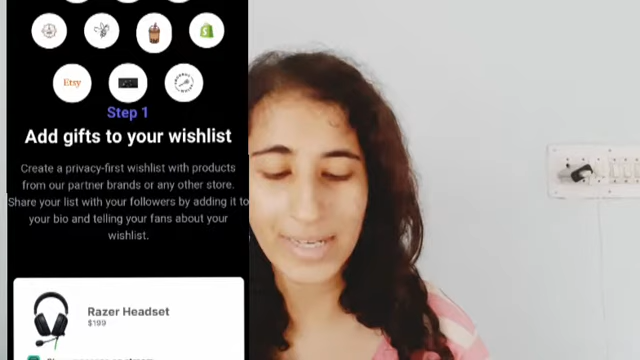 Etsy
Step 1
Add gifts to your wishlist
Create a privacy-first wishlist with products
from our partner brands or any other store.
Share your list with your followers by adding it to
your bio and telling your fans about your
wishlist.
Razer Headset
$199